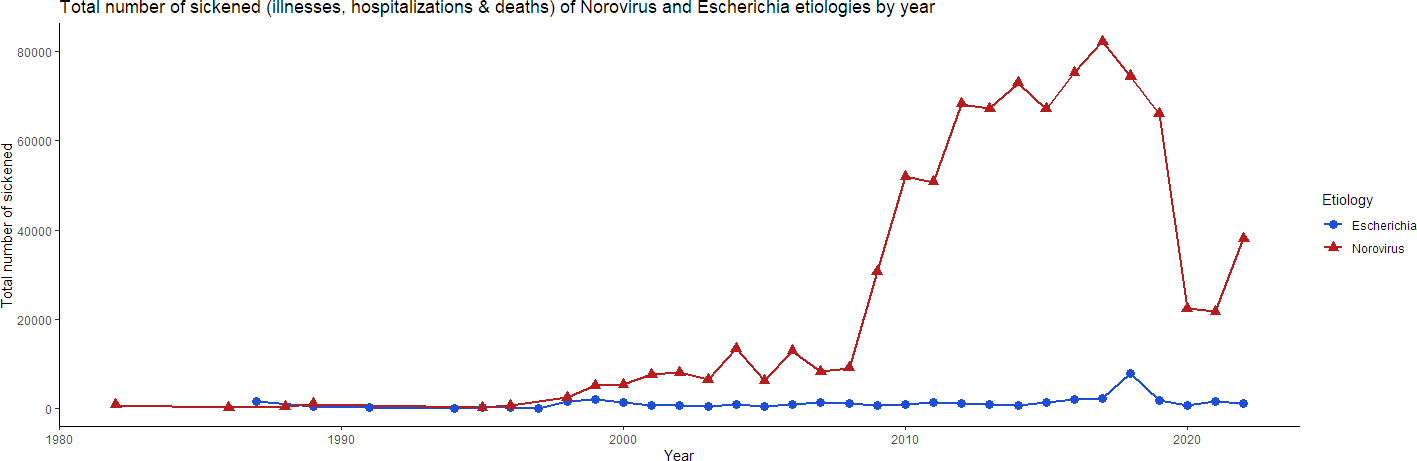 Total number of sickened (illnesses, hospitalizations & deaths) of Norovirus and Escherichia etiologies by year
Total number of sickened
80000
60000
40000
20000
0
1980
1990
2000
2010
2020
Year
Etiology
Escherichia
Norovirus